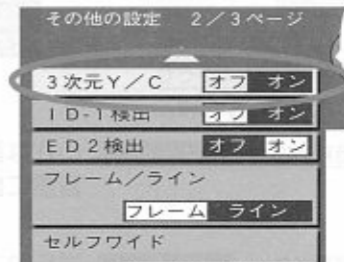 その他の設定 2/3ページ
3次元Y/C オフ オン
ID-1検出 オフ オン
ED2検出 オフ オン
フレーム/ライン
フレーム ライン
セルフワイド